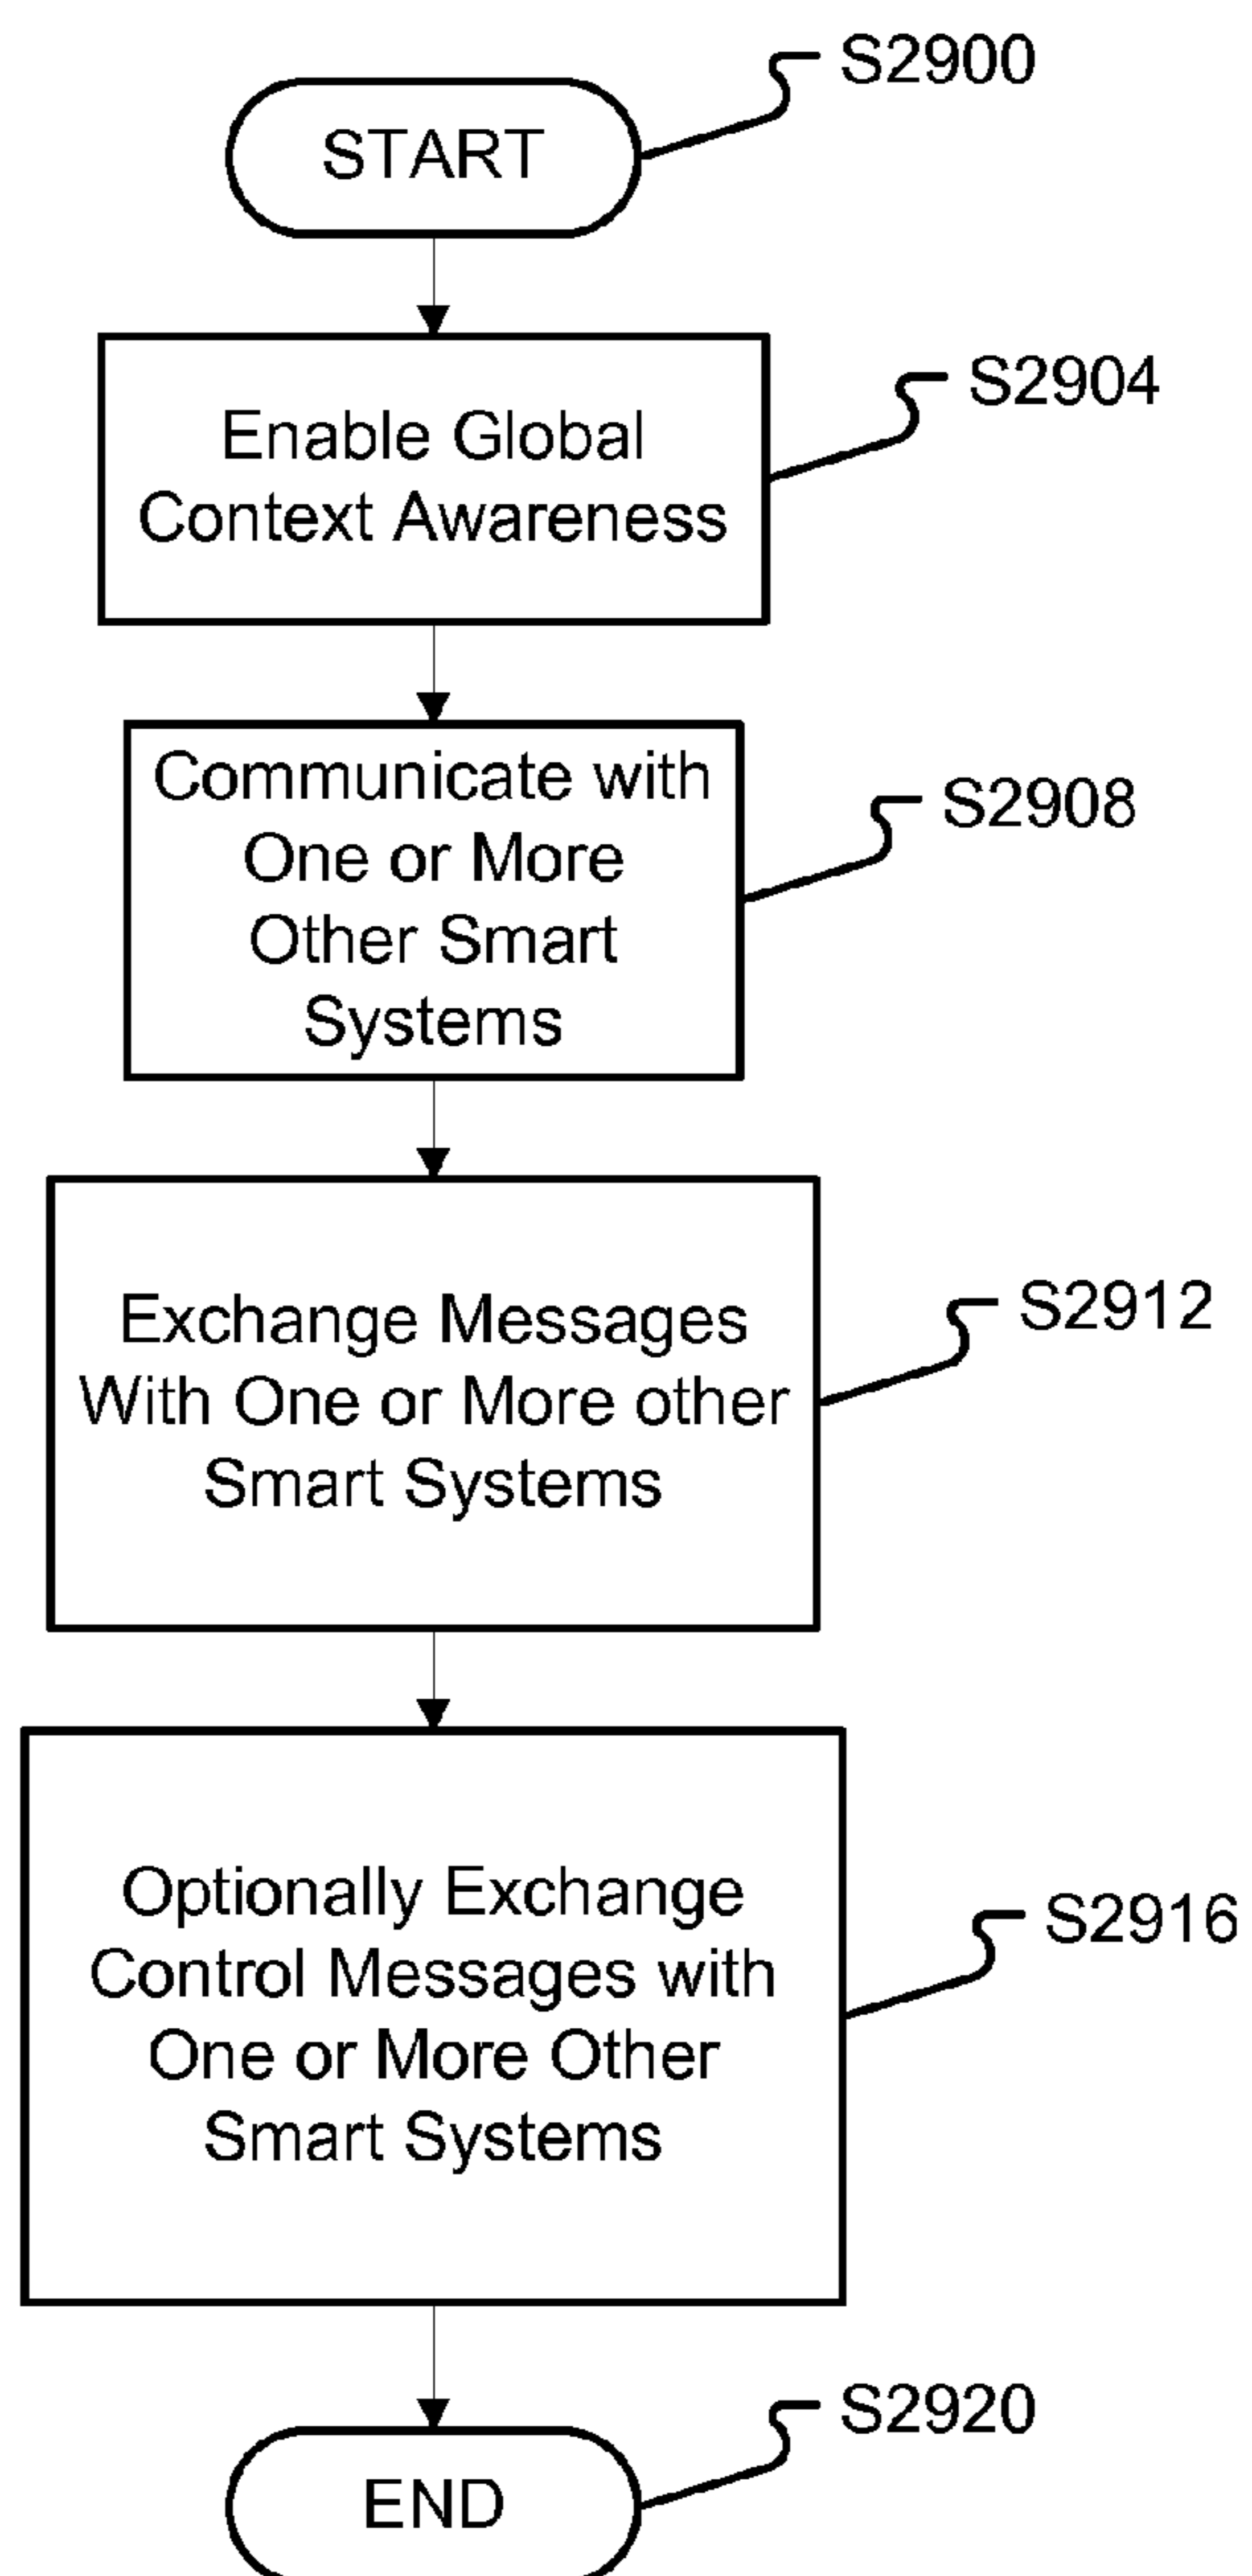 S2900
START
S2904
Enable Global
Context Awareness
S2908
Communicate with
One or More
Other Smart
Systems
S2912
Exchange Messages
With One or More other
Smart Systems
S2916
Optionally Exchange
Control Messages with
One or More Other
Smart Systems
S2920
END